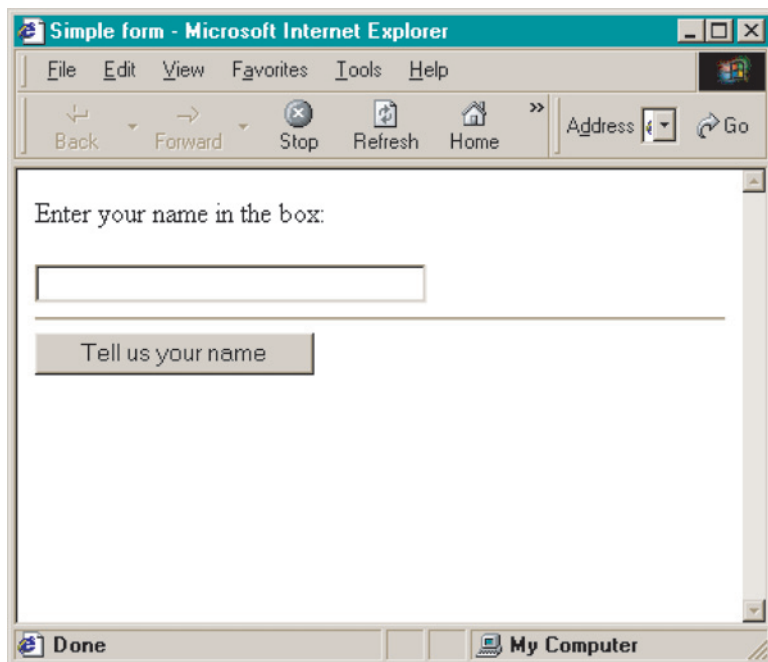 Simple form - Microsoft Internet Explorer
File Edit View Favorites Tools Help
Back Forward Stop Refresh Home » Address Go
Enter your name in the box:
Tell us your name
Done My Computer